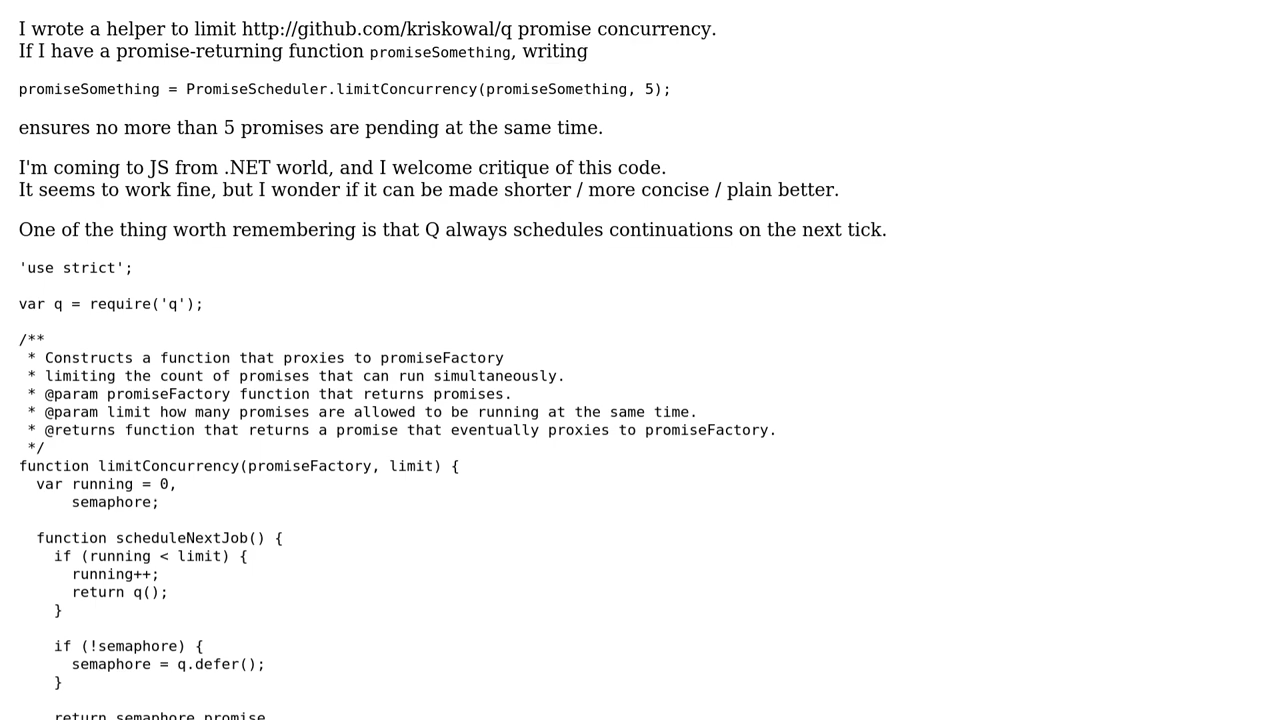 I wrote a helper to limit http://github.com/kriskowal/q promise concurrency.
If I have a promise-returning function promiseSomething, writing
promiseSomething = PromiseScheduler.limitConcurrency(promiseSomething, 5);
ensures no more than 5 promises are pending at the same time.
I'm coming to JS from .NET world, and I welcome critique of this code.
It seems to work fine, but I wonder if it can be made shorter / more concise / plain better.
One of the thing worth remembering is that Q always schedules continuations on the next tick.
'use strict';
var q = require('q');
/**
 * Constructs a function that proxies to promiseFactory
 * limiting the count of promises that can run simultaneously.
 * @param promiseFactory function that returns promises.
 * @param limit how many promises are allowed to be running at the same time.
 * @returns function that returns a promise that eventually proxies to promiseFactory.
 */
function limitConcurrency(promiseFactory, limit) {
  var running = 0,
      semaphore;
  function scheduleNextJob() {
    if (running < limit) {
      running++;
      return q();
    }
    if (!semaphore) {
      semaphore = q.defer();
    }
    return semaphore.promise